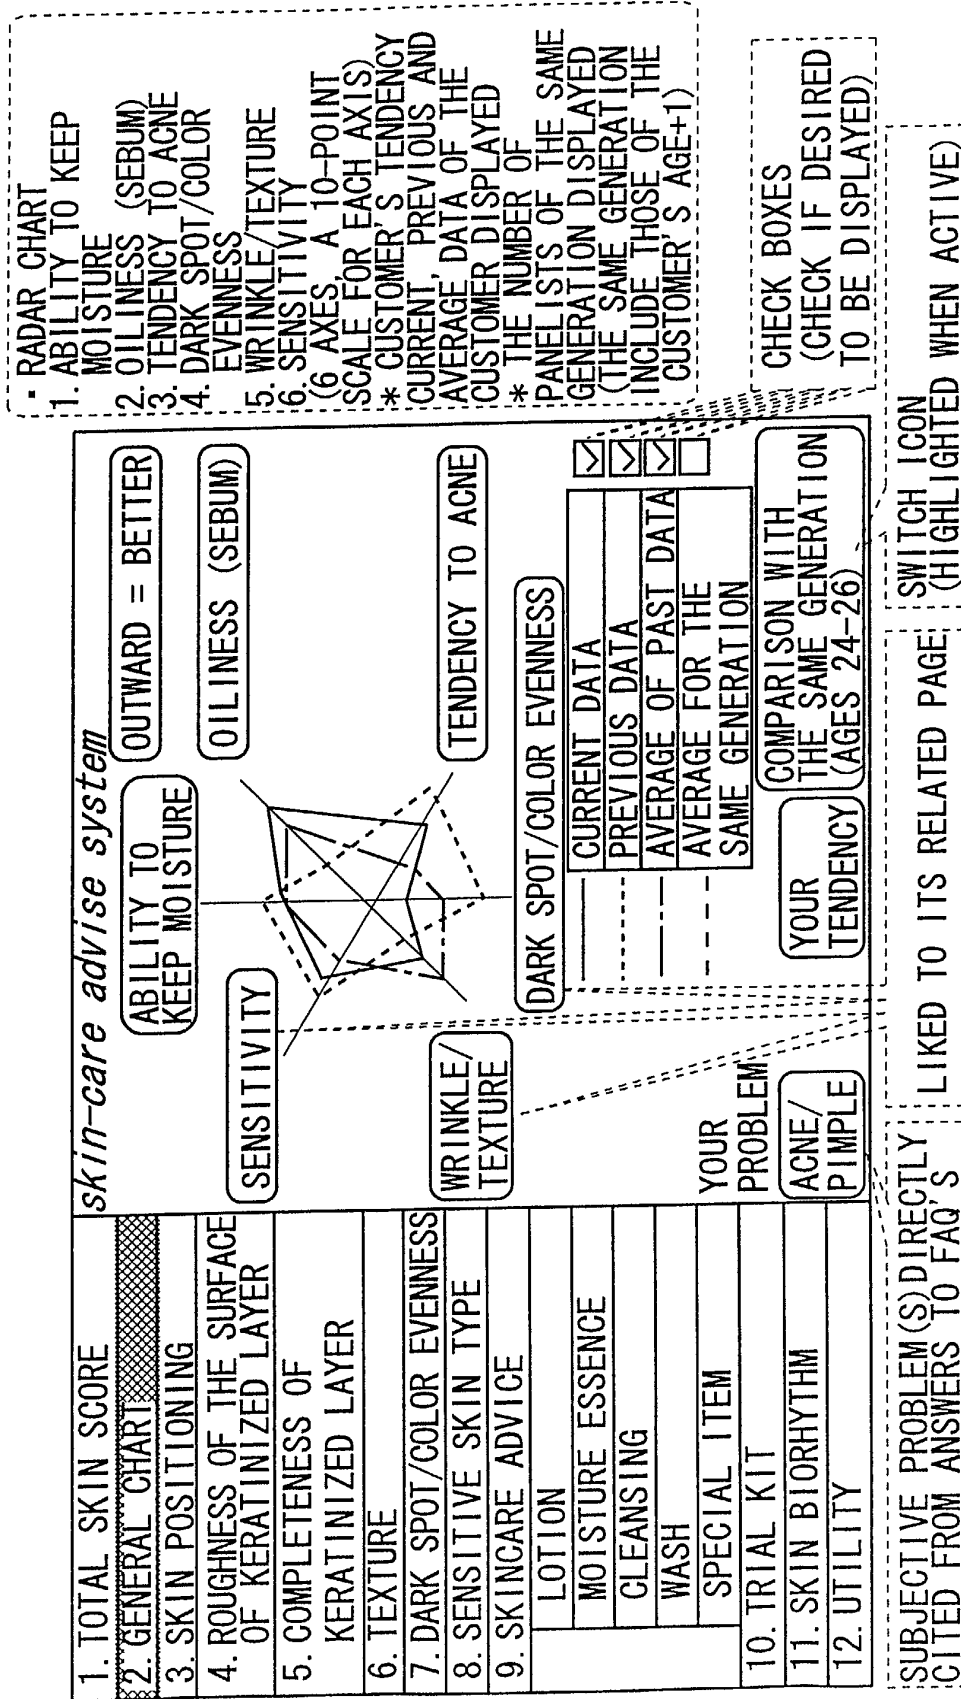 1. TOTAL SKIN SCORE
2. GENERAL CHART
3. SKIN POSITIONING
4. ROUGHNESS OF THE SURFACE
OF KERATINIZED LAYER
5. COMPLETENESS OF
KERATINIZED LAYER
6. TEXTURE
7. DARK SPOT/COLOR EVENNESS
8. SENSITIVE SKIN TYPE
9. SKINCARE ADVICE
LOTION
MOISTURE ESSENCE
CLEANSING
WASH
SPECIAL ITEM
10. TRIAL KIT
11. SKIN BIORHYTHM
12. UTILITY
skin-care advise system
OUTWARD = BETTER
ABILITY TO
KEEP MOISTURE
OILINESS (SEBUM)
SENSITIVITY
TENDENCY TO ACNE
WRINKLE/
TEXTURE
DARK SPOT/COLOR EVENNESS
CURRENT DATA
PREVIOUS DATA
AVERAGE OF PAST DATA
AVERAGE FOR THE
SAME GENERATION
YOUR
PROBLEM
ACNE/
PIMPLE
YOUR
TENDENCY
COMPARISON WITH
THE SAME GENERATION
(AGES 24-26)
• RADAR CHART
1. ABILITY TO KEEP
MOISTURE
2. OILINESS (SEBUM)
3. TENDENCY TO ACNE
4. DARK SPOT/COLOR
EVENNESS
5. WRINKLE/TEXTURE
6. SENSITIVITY
(6 AXES, A 10-POINT
SCALE FOR EACH AXIS)
* CUSTOMER'S TENDENCY
CURRENT, PREVIOUS AND
AVERAGE DATA OF THE
CUSTOMER DISPLAYED
* THE NUMBER OF
PANELISTS OF THE SAME
GENERATION DISPLAYED
(THE SAME GENERATION
INCLUDE THOSE OF THE
CUSTOMER'S AGE+1)
CHECK BOXES
(CHECK IF DESIRED
TO BE DISPLAYED)
SUBJECTIVE PROBLEM(S) DIRECTLY
CITED FROM ANSWERS TO FAQ'S
LIKED TO ITS RELATED PAGE
SWITCH ICON
(HIGHLIGHTED WHEN ACTIVE)